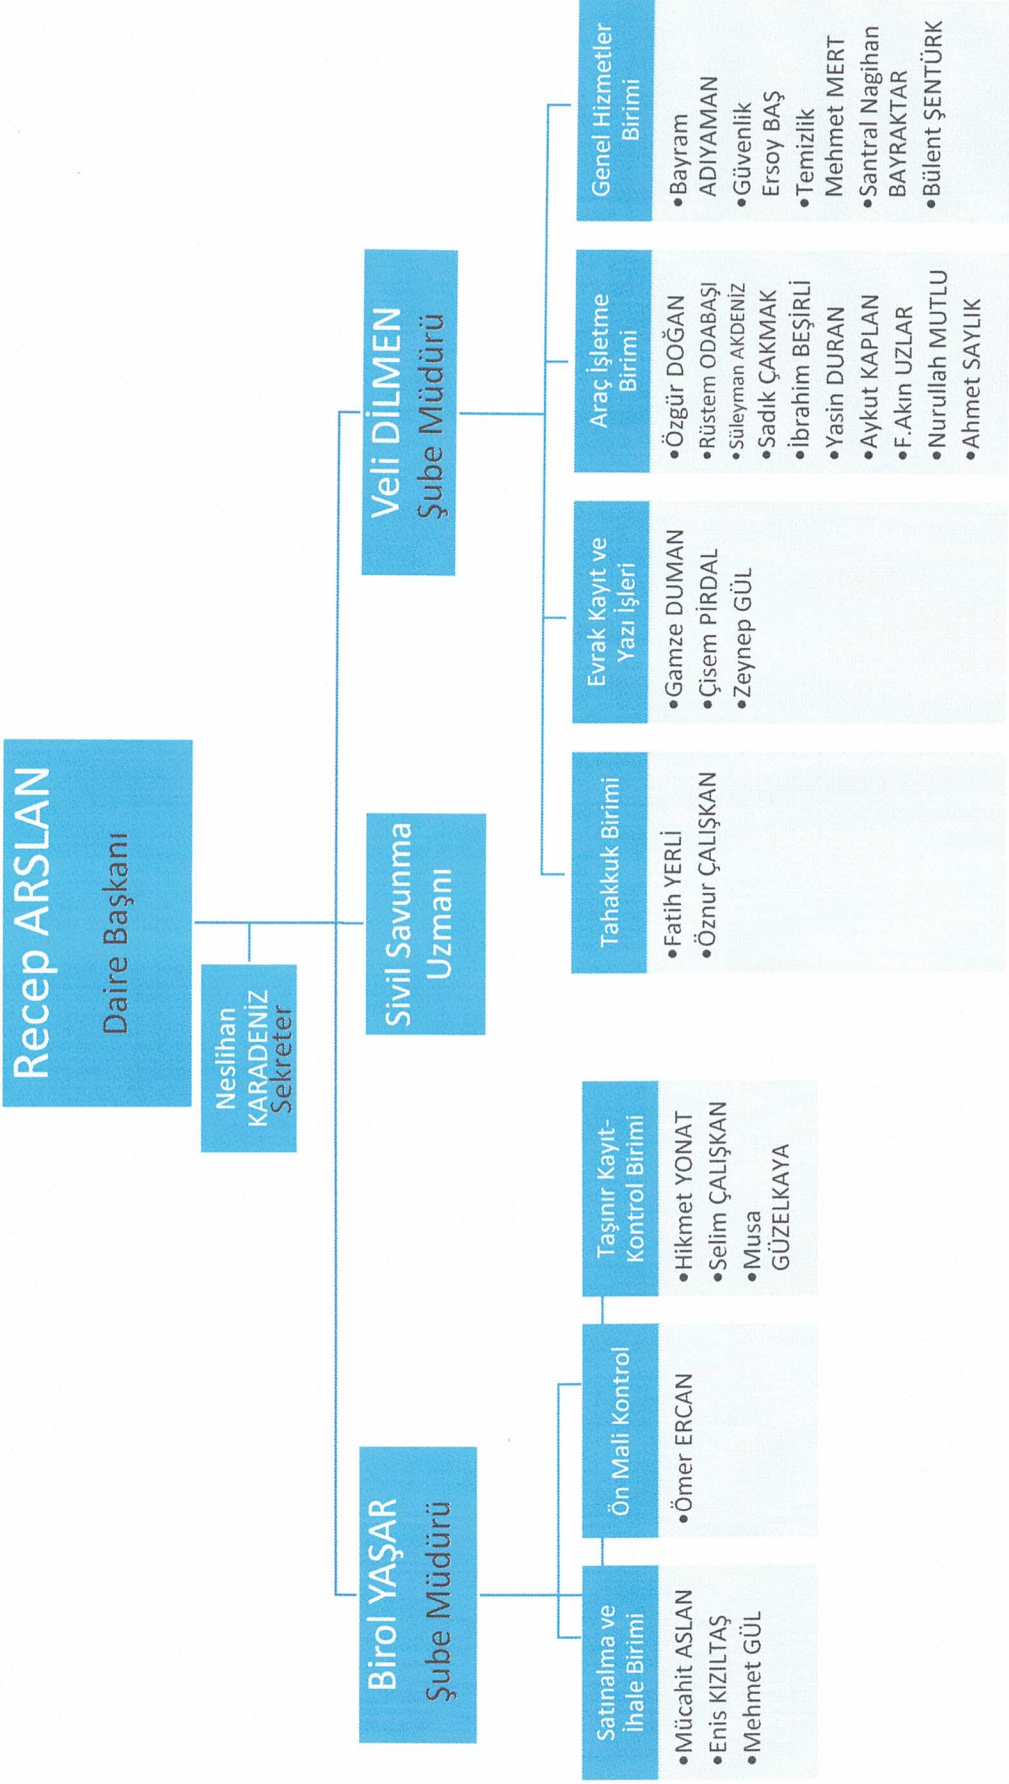 Recep ARSLAN
Daire Başkanı
Neslihan
KARADENİZ
Sekreter
Birol YAŞAR
Şube Müdürü
Sivil Savunma
Uzmanı
Veli DİLMEN
Şube Müdürü
Satınalma ve
İhale Birimi
•Mücahit ASLAN
•Enis KIZILTAŞ
•Mehmet GÜL
Ön Mali Kontrol
•Ömer ERCAN
Taşınır Kayıt-
Kontrol Birimi
•Hikmet YONAT
•Selim ÇALIŞKAN
•Musa
GÜZELKAYA
Tahakkuk Birimi
•Fatih YERLİ
•Öznur ÇALIŞKAN
Evrak Kayıt ve
Yazı İşleri
•Gamze DUMAN
•Çisem PİRDAL
•Zeynep GÜL
Araç İşletme
Birimi
•Özgür DOĞAN
•Rüstem ODABAŞI
•Süleyman AKDENİZ
•Sadık ÇAKMAK
•İbrahim BEŞİRLİ
•Yasin DURAN
•Aykut KAPLAN
•F.Akın UZLAR
•Nurullah MUTLU
•Ahmet SAYLIK
Genel Hizmetler
Birimi
•Bayram
ADIYAMAN
•Güvenlik
Ersoy BAŞ
•Temizlik
Mehmet MERT
•Santral Nagihan
BAYRAKTAR
•Bülent ŞENTÜRK